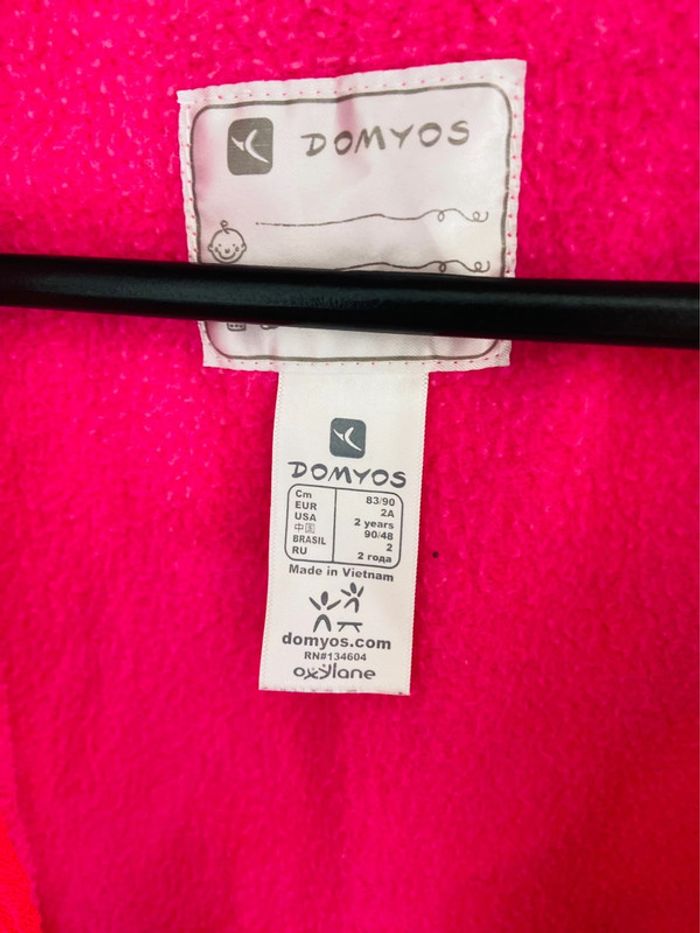 DOMYOS
DOMYOS
Cm 83/90
EUR 2A
USA 2 years
中国 90/48
BRASIL 2
RU 2 года
Made in Vietnam
domyos.com
RN#134604
oxylane